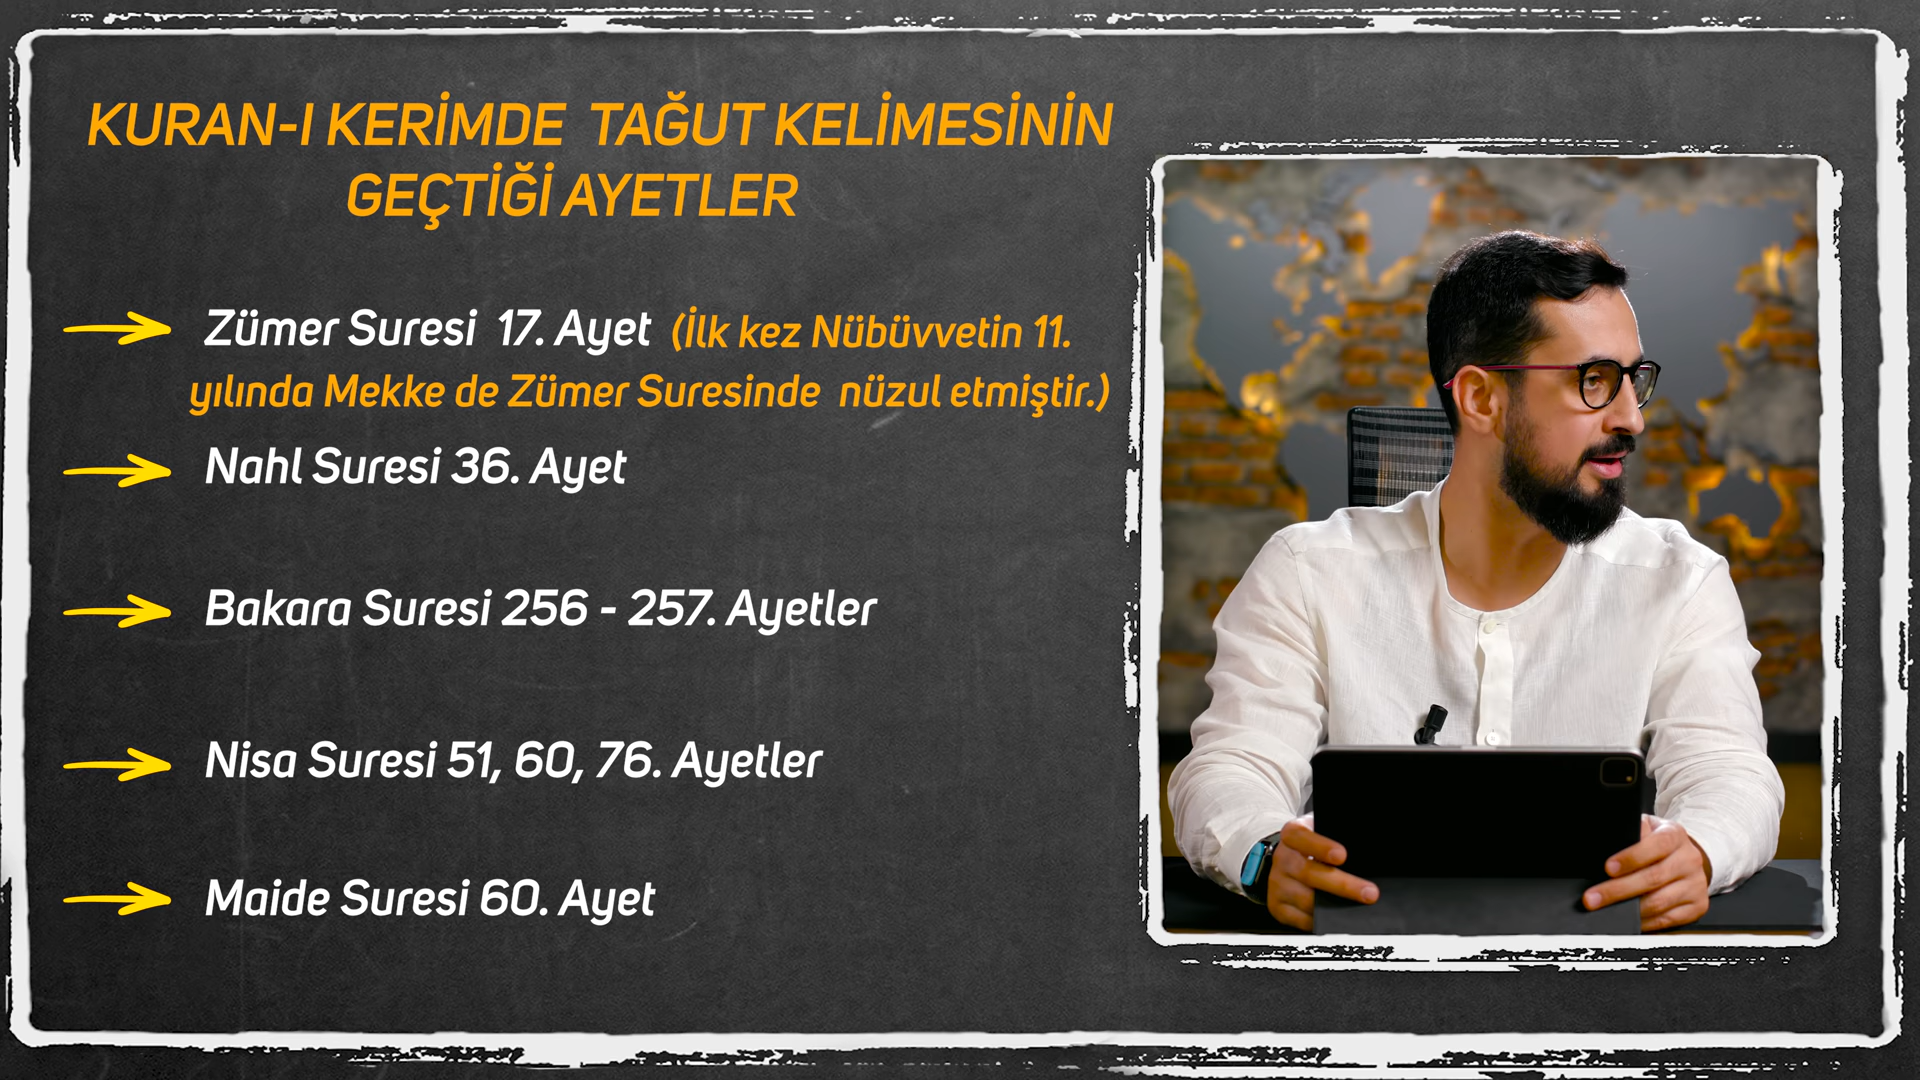 KURAN-I KERİMDE TAĞUT KELİMESİNİN
GEÇTİĞİ AYETLER
Zümer Suresi 17. Ayet (İlk kez Nübüvvetin 11.
yılında Mekke de Zümer Suresinde nüzul etmiştir.)
Nahl Suresi 36. Ayet
Bakara Suresi 256 - 257. Ayetler
Nisa Suresi 51, 60, 76. Ayetler
Maide Suresi 60. Ayet